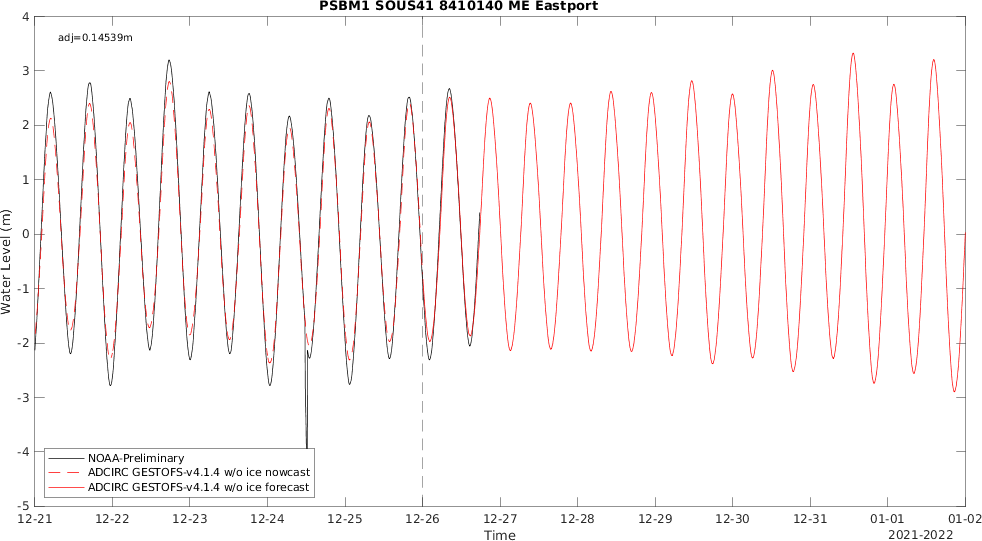 PSBM1 SOUS41 8410140 ME Eastport
adj=0.14539m
Water Level (m)
4
3
2
1
0
-1
-2
-3
-4
-5
NOAA-Preliminary
ADCIRC GESTOFS-v4.1.4 w/o ice nowcast
ADCIRC GESTOFS-v4.1.4 w/o ice forecast
12-21 12-22 12-23 12-24 12-25 12-26 12-27 12-28 12-29 12-30 12-31 01-01 01-02
Time
2021-2022